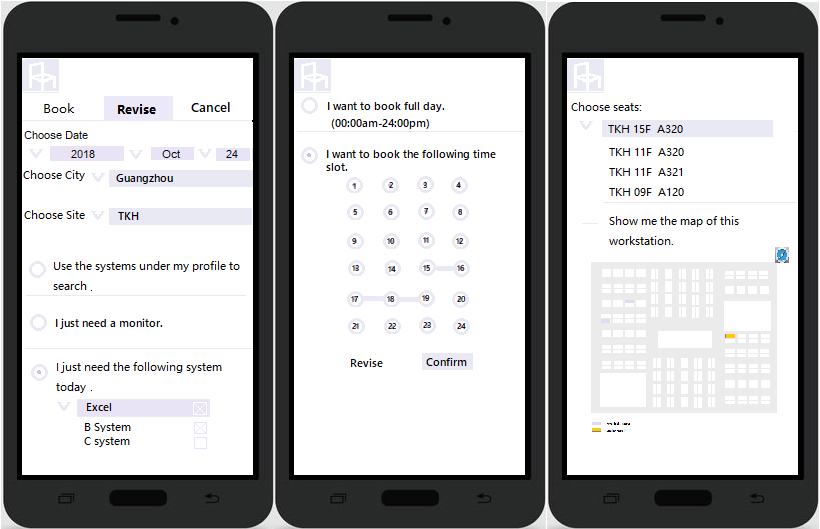 Book Revise Cancel
Choose Date
2018 Oct 24
Choose City Guangzhou
Choose Site TKH
Use the systems under my profile to
search .
I just need a monitor.
I just need the following system
today .
Excel
B System
C system
I want to book full day.
(00:00am-24:00pm)
I want to book the following time
slot.
1 2 3 4
5 6 7 8
9 10 11 12
13 14 15 16
17 18 19 20
21 22 23 24
Revise Confirm
Choose seats:
TKH 15F A320
TKH 11F A320
TKH 11F A321
TKH 09F A120
Show me the map of this
workstation.